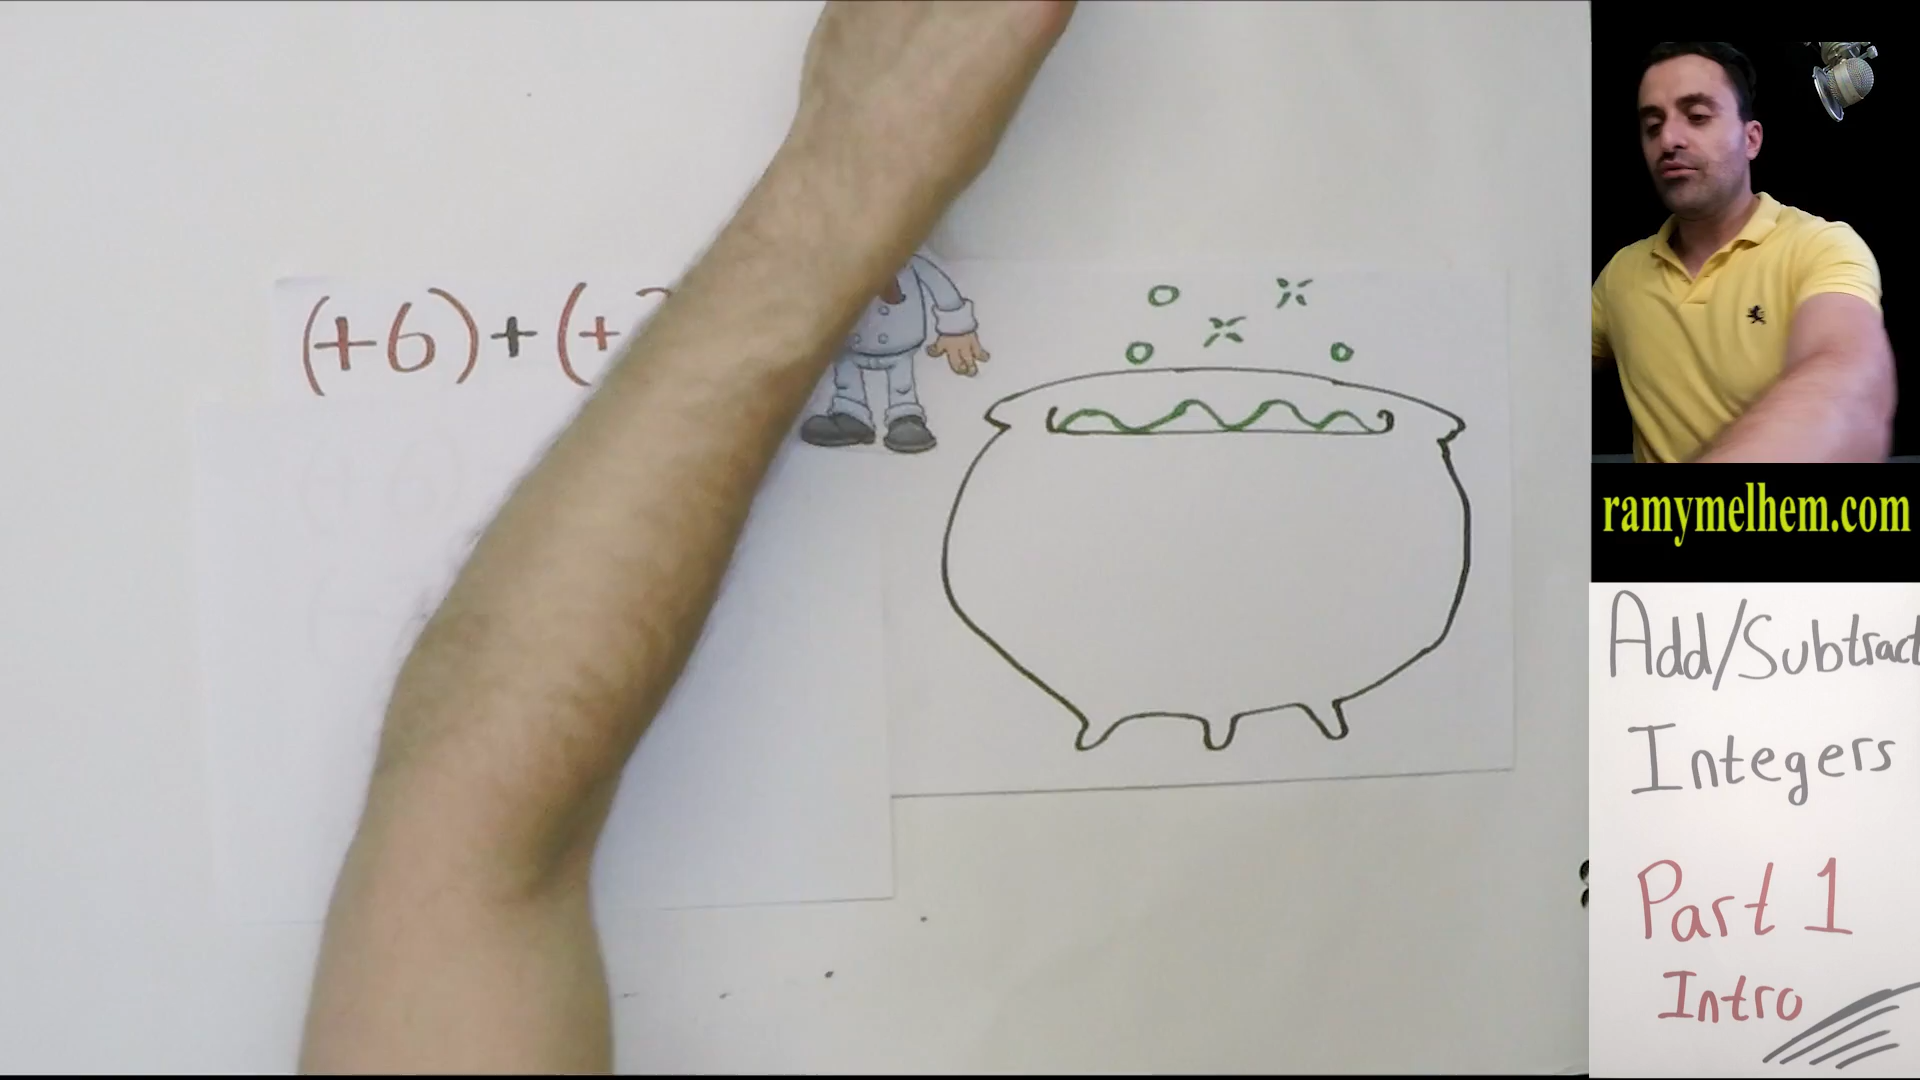 (+6)+(+
ramymelhem.com
Add/Subtract
Integers
Part 1
Intro